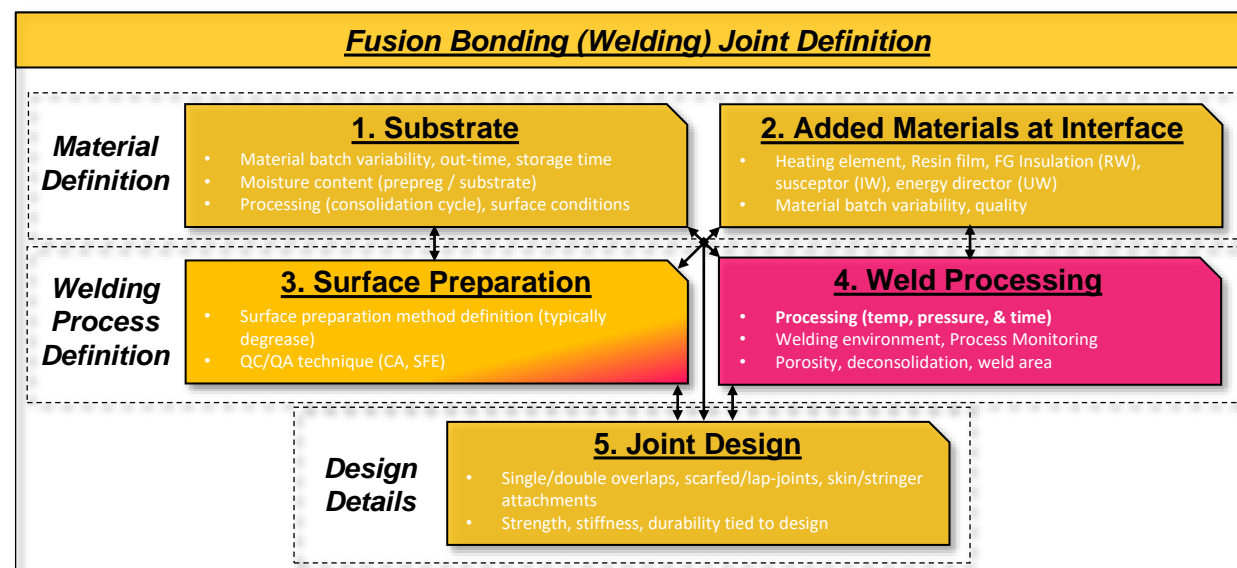 Fusion Bonding (Welding) Joint Definition
Material
Definition
1. Substrate
• Material batch variability, out-time, storage time
• Moisture content (prepreg / substrate)
• Processing (consolidation cycle), surface conditions
2. Added Materials at Interface
• Heating element, Resin film, FG Insulation (RW),
susceptor (IW), energy director (UW)
• Material batch variability, quality
Welding
Process
Definition
3. Surface Preparation
• Surface preparation method definition (typically
degrease)
• QC/QA technique (CA, SFE)
4. Weld Processing
• Processing (temp, pressure, & time)
• Welding environment, Process Monitoring
• Porosity, deconsolidation, weld area
Design
Details
5. Joint Design
• Single/double overlaps, scarfed/lap-joints, skin/stringer
attachments
• Strength, stiffness, durability tied to design